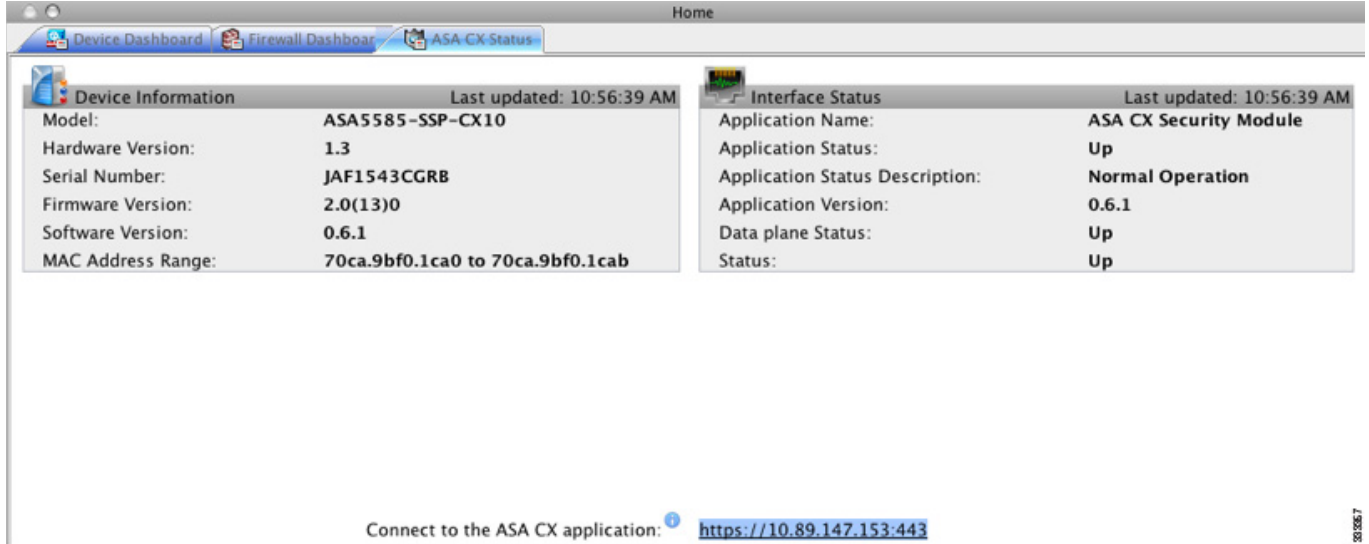 Home
Device Dashboard Firewall Dashboar ASA CX Status
Device Information Last updated: 10:56:39 AM
Model: ASA5585-SSP-CX10
Hardware Version: 1.3
Serial Number: JAF1543CGRB
Firmware Version: 2.0(13)0
Software Version: 0.6.1
MAC Address Range: 70ca.9bf0.1ca0 to 70ca.9bf0.1cab
Interface Status Last updated: 10:56:39 AM
Application Name: ASA CX Security Module
Application Status: Up
Application Status Description: Normal Operation
Application Version: 0.6.1
Data plane Status: Up
Status: Up
Connect to the ASA CX application: https://10.89.147.153:443